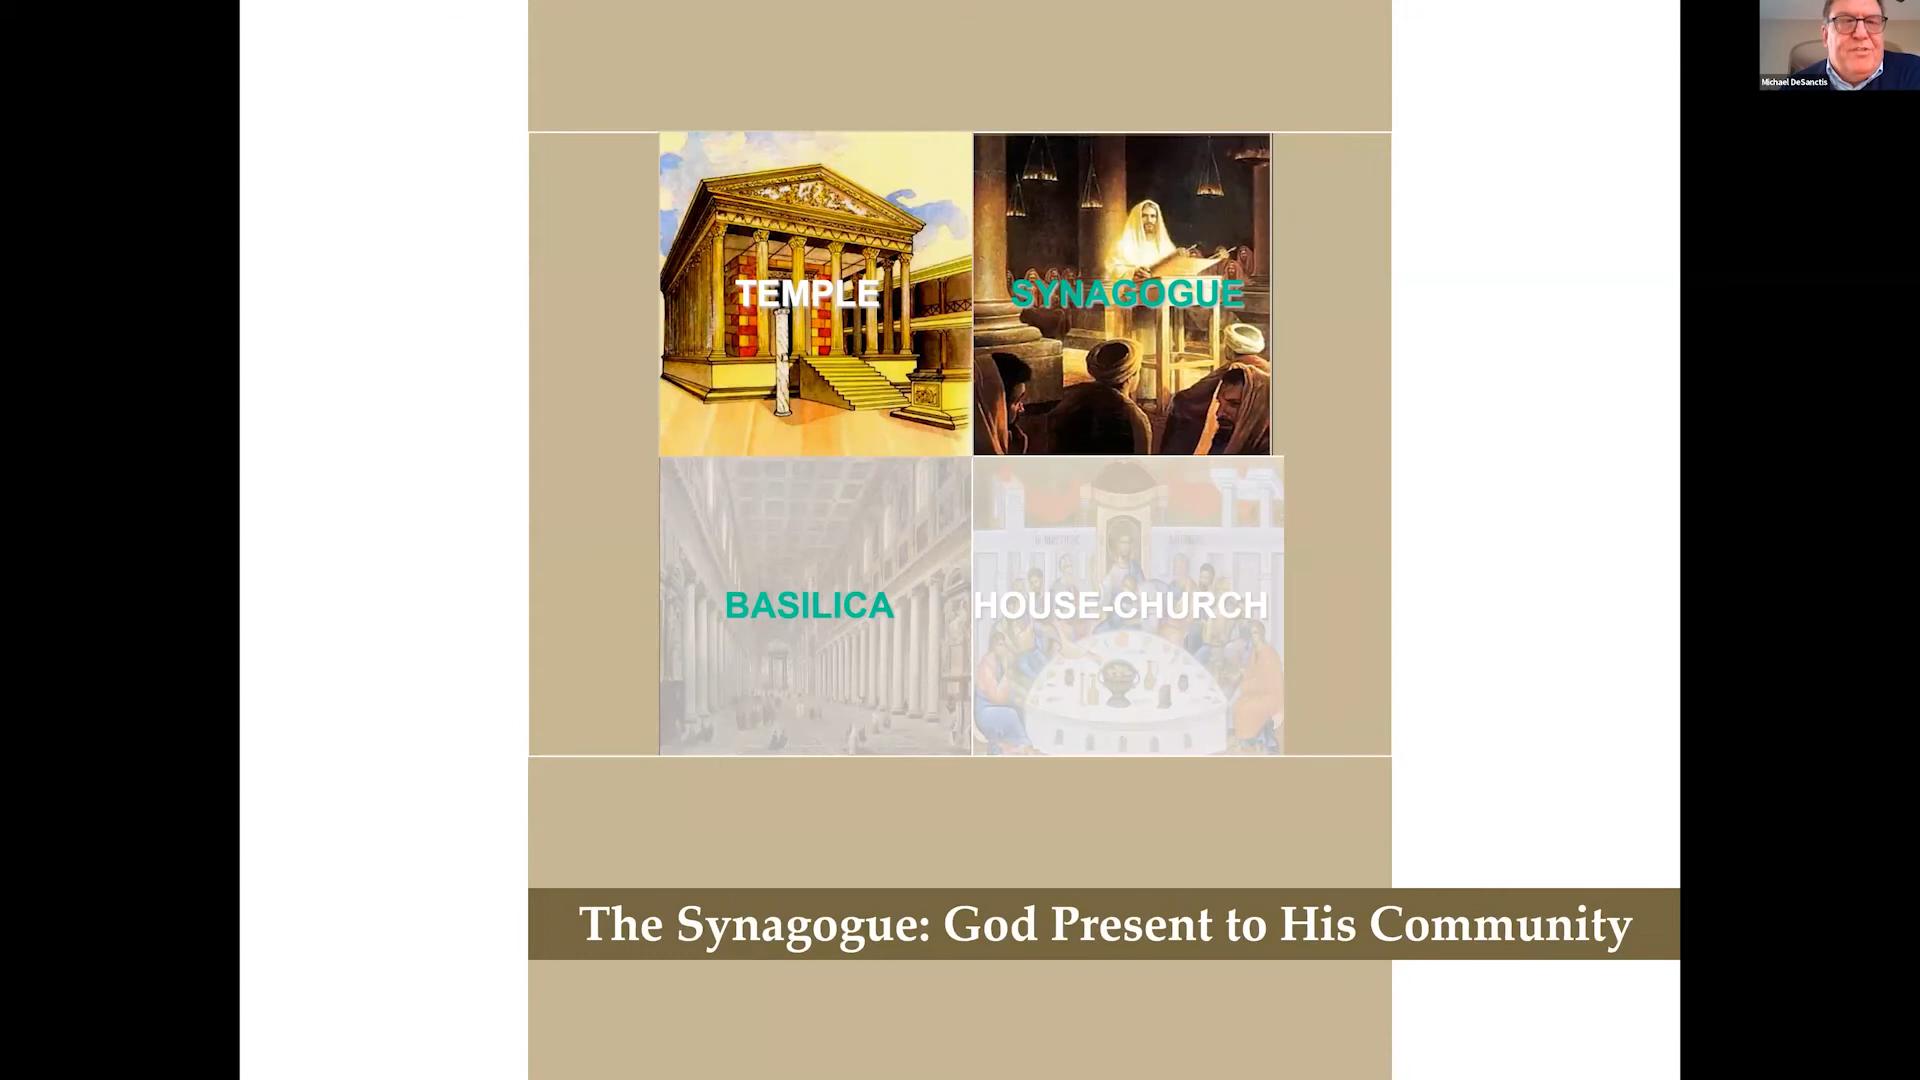 Michael DeSanctis
TEMPLE
SYNAGOGUE
BASILICA
HOUSE-CHURCH
The Synagogue: God Present to His Community